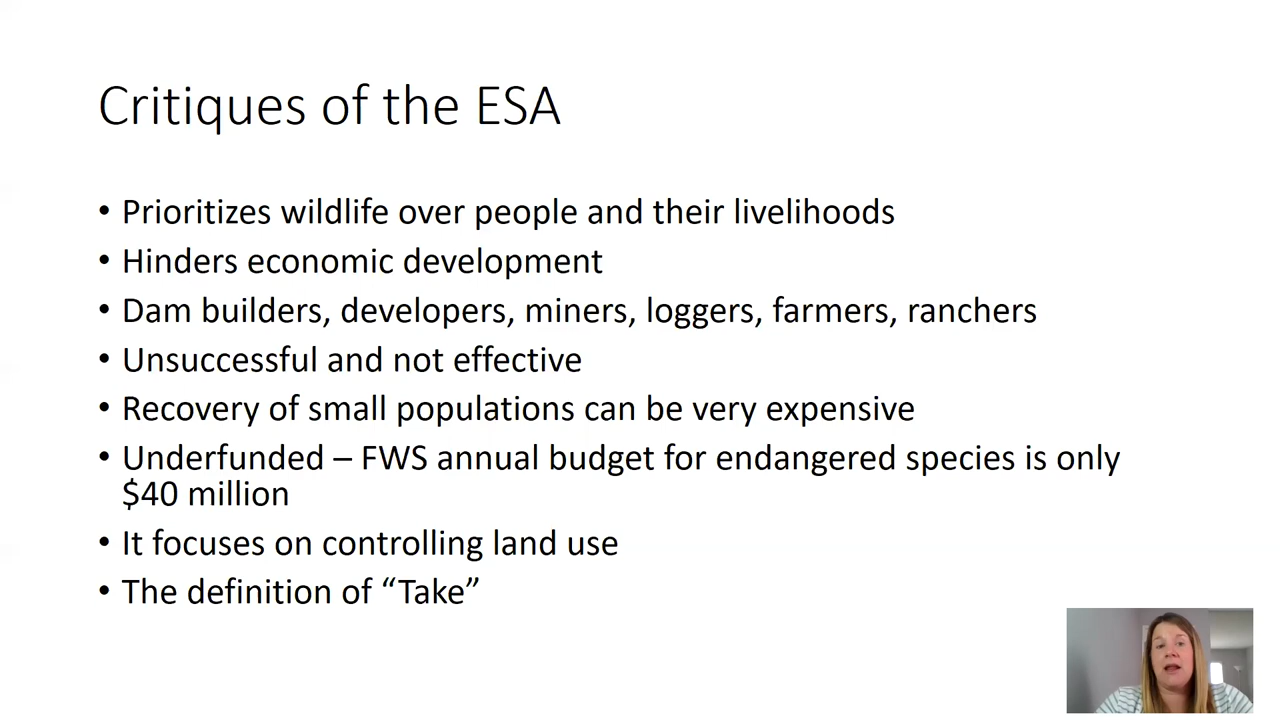 Critiques of the ESA
• Prioritizes wildlife over people and their livelihoods
• Hinders economic development
• Dam builders, developers, miners, loggers, farmers, ranchers
• Unsuccessful and not effective
• Recovery of small populations can be very expensive
• Underfunded – FWS annual budget for endangered species is only
$40 million
• It focuses on controlling land use
• The definition of “Take”